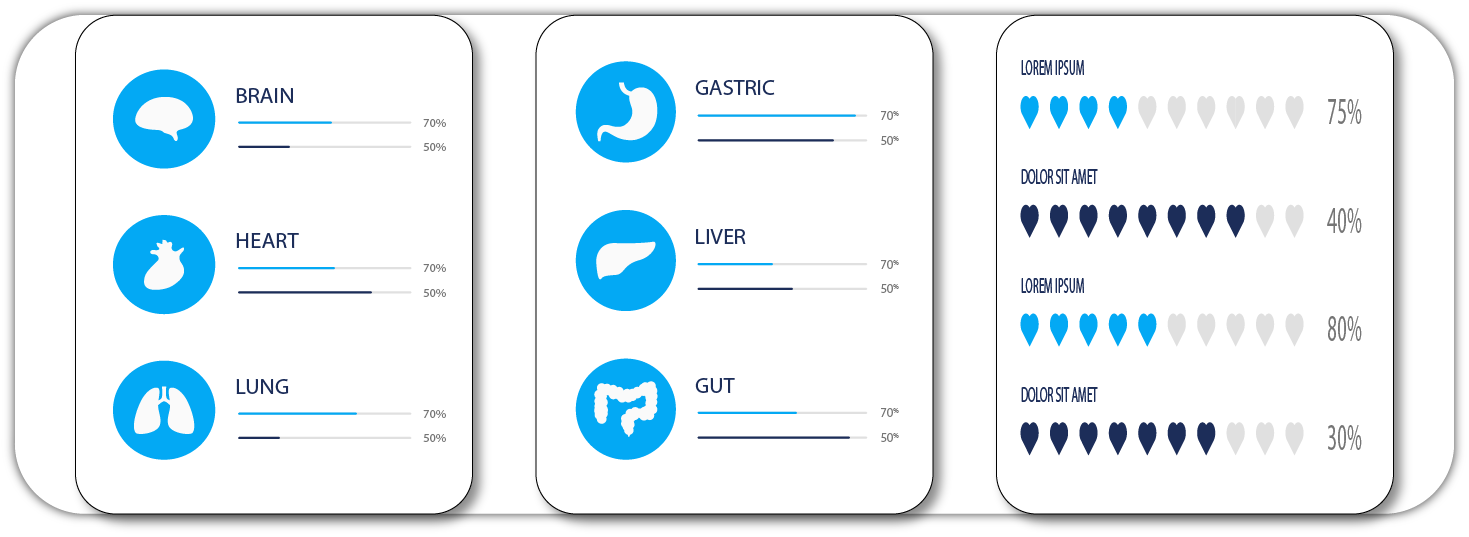 BRAIN
70%
50%
HEART
70%
50%
LUNG
70%
50%
GASTRIC
70%
50%
LIVER
70%
50%
GUT
70%
50%
LOREM IPSUM
75%
DOLOR SIT AMET
40%
LOREM IPSUM
80%
DOLOR SIT AMET
30%